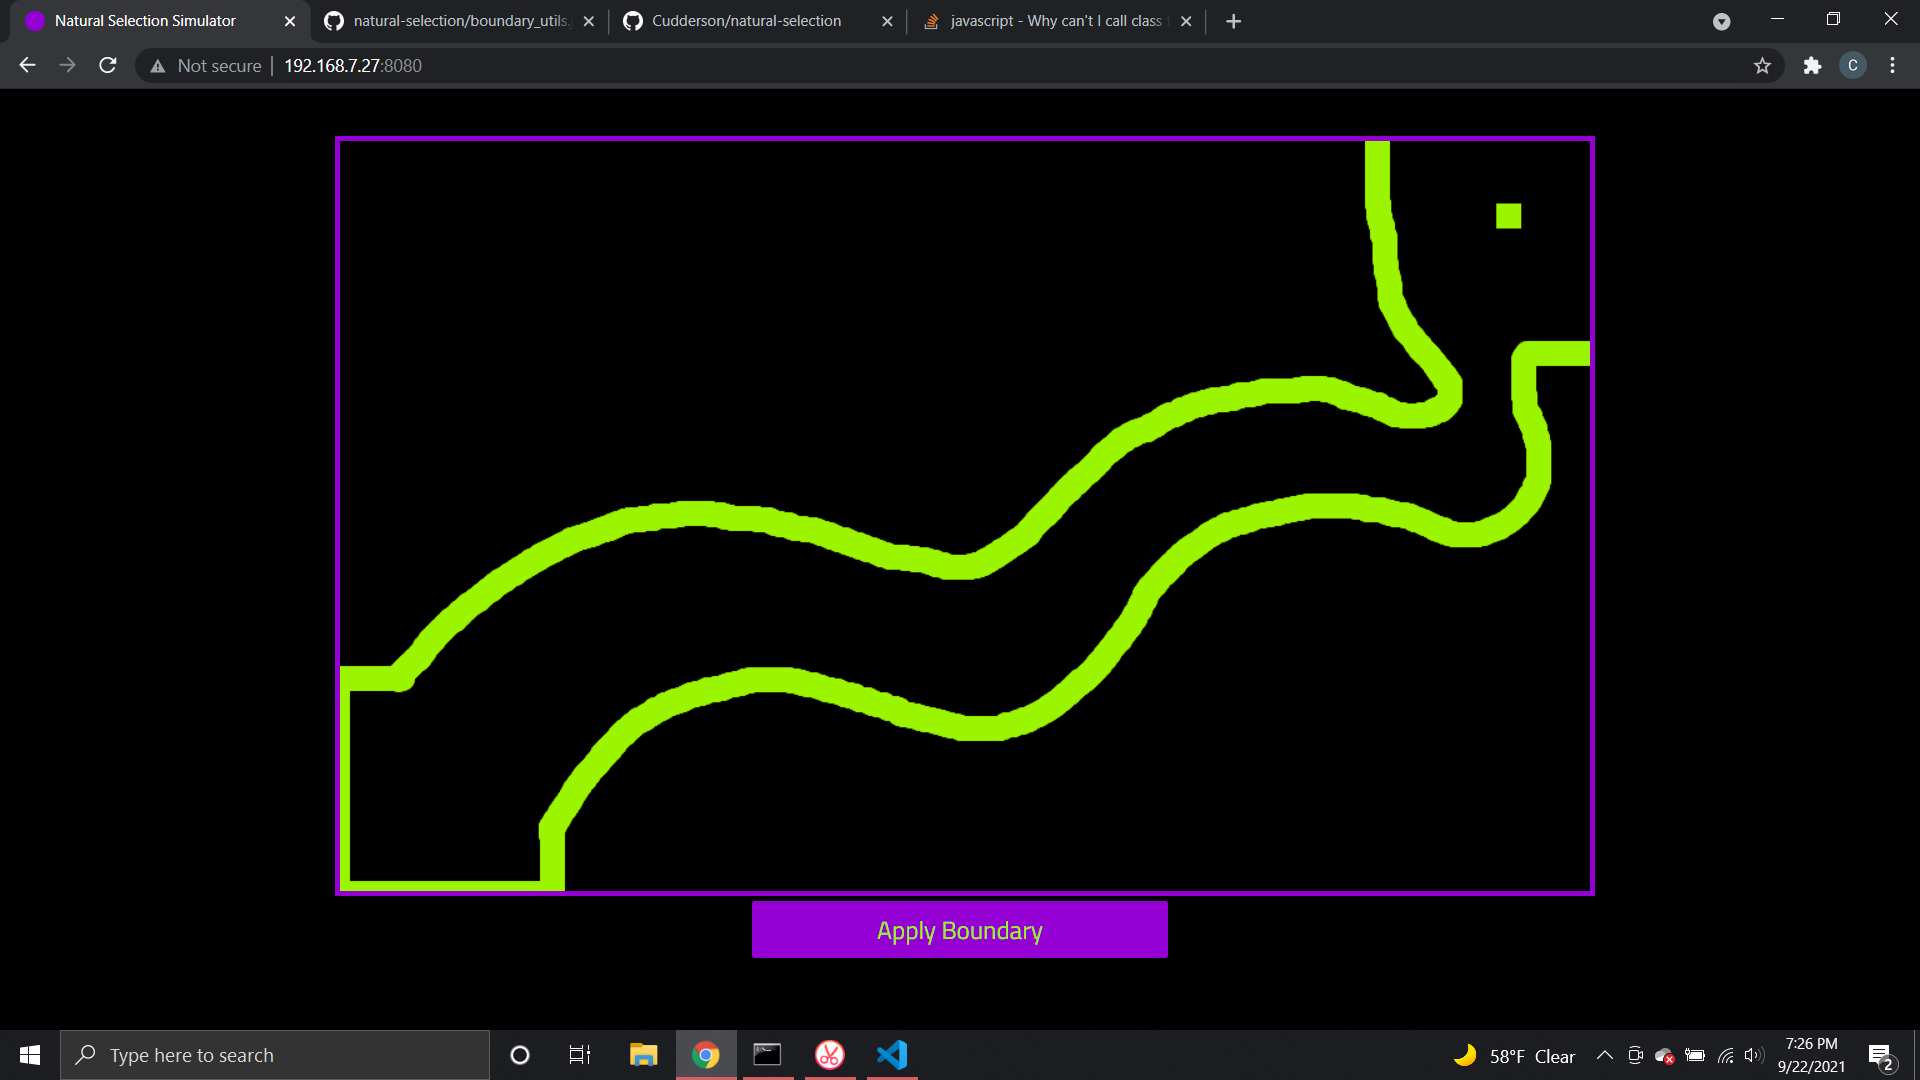 Natural Selection Simulator
natural-selection/boundary_utils.
Cudderson/natural-selection
javascript - Why can't I call class
Not secure
192.168.7.27:8080
C
Apply Boundary
Type here to search
58°F Clear
7:26 PM
9/22/2021
2